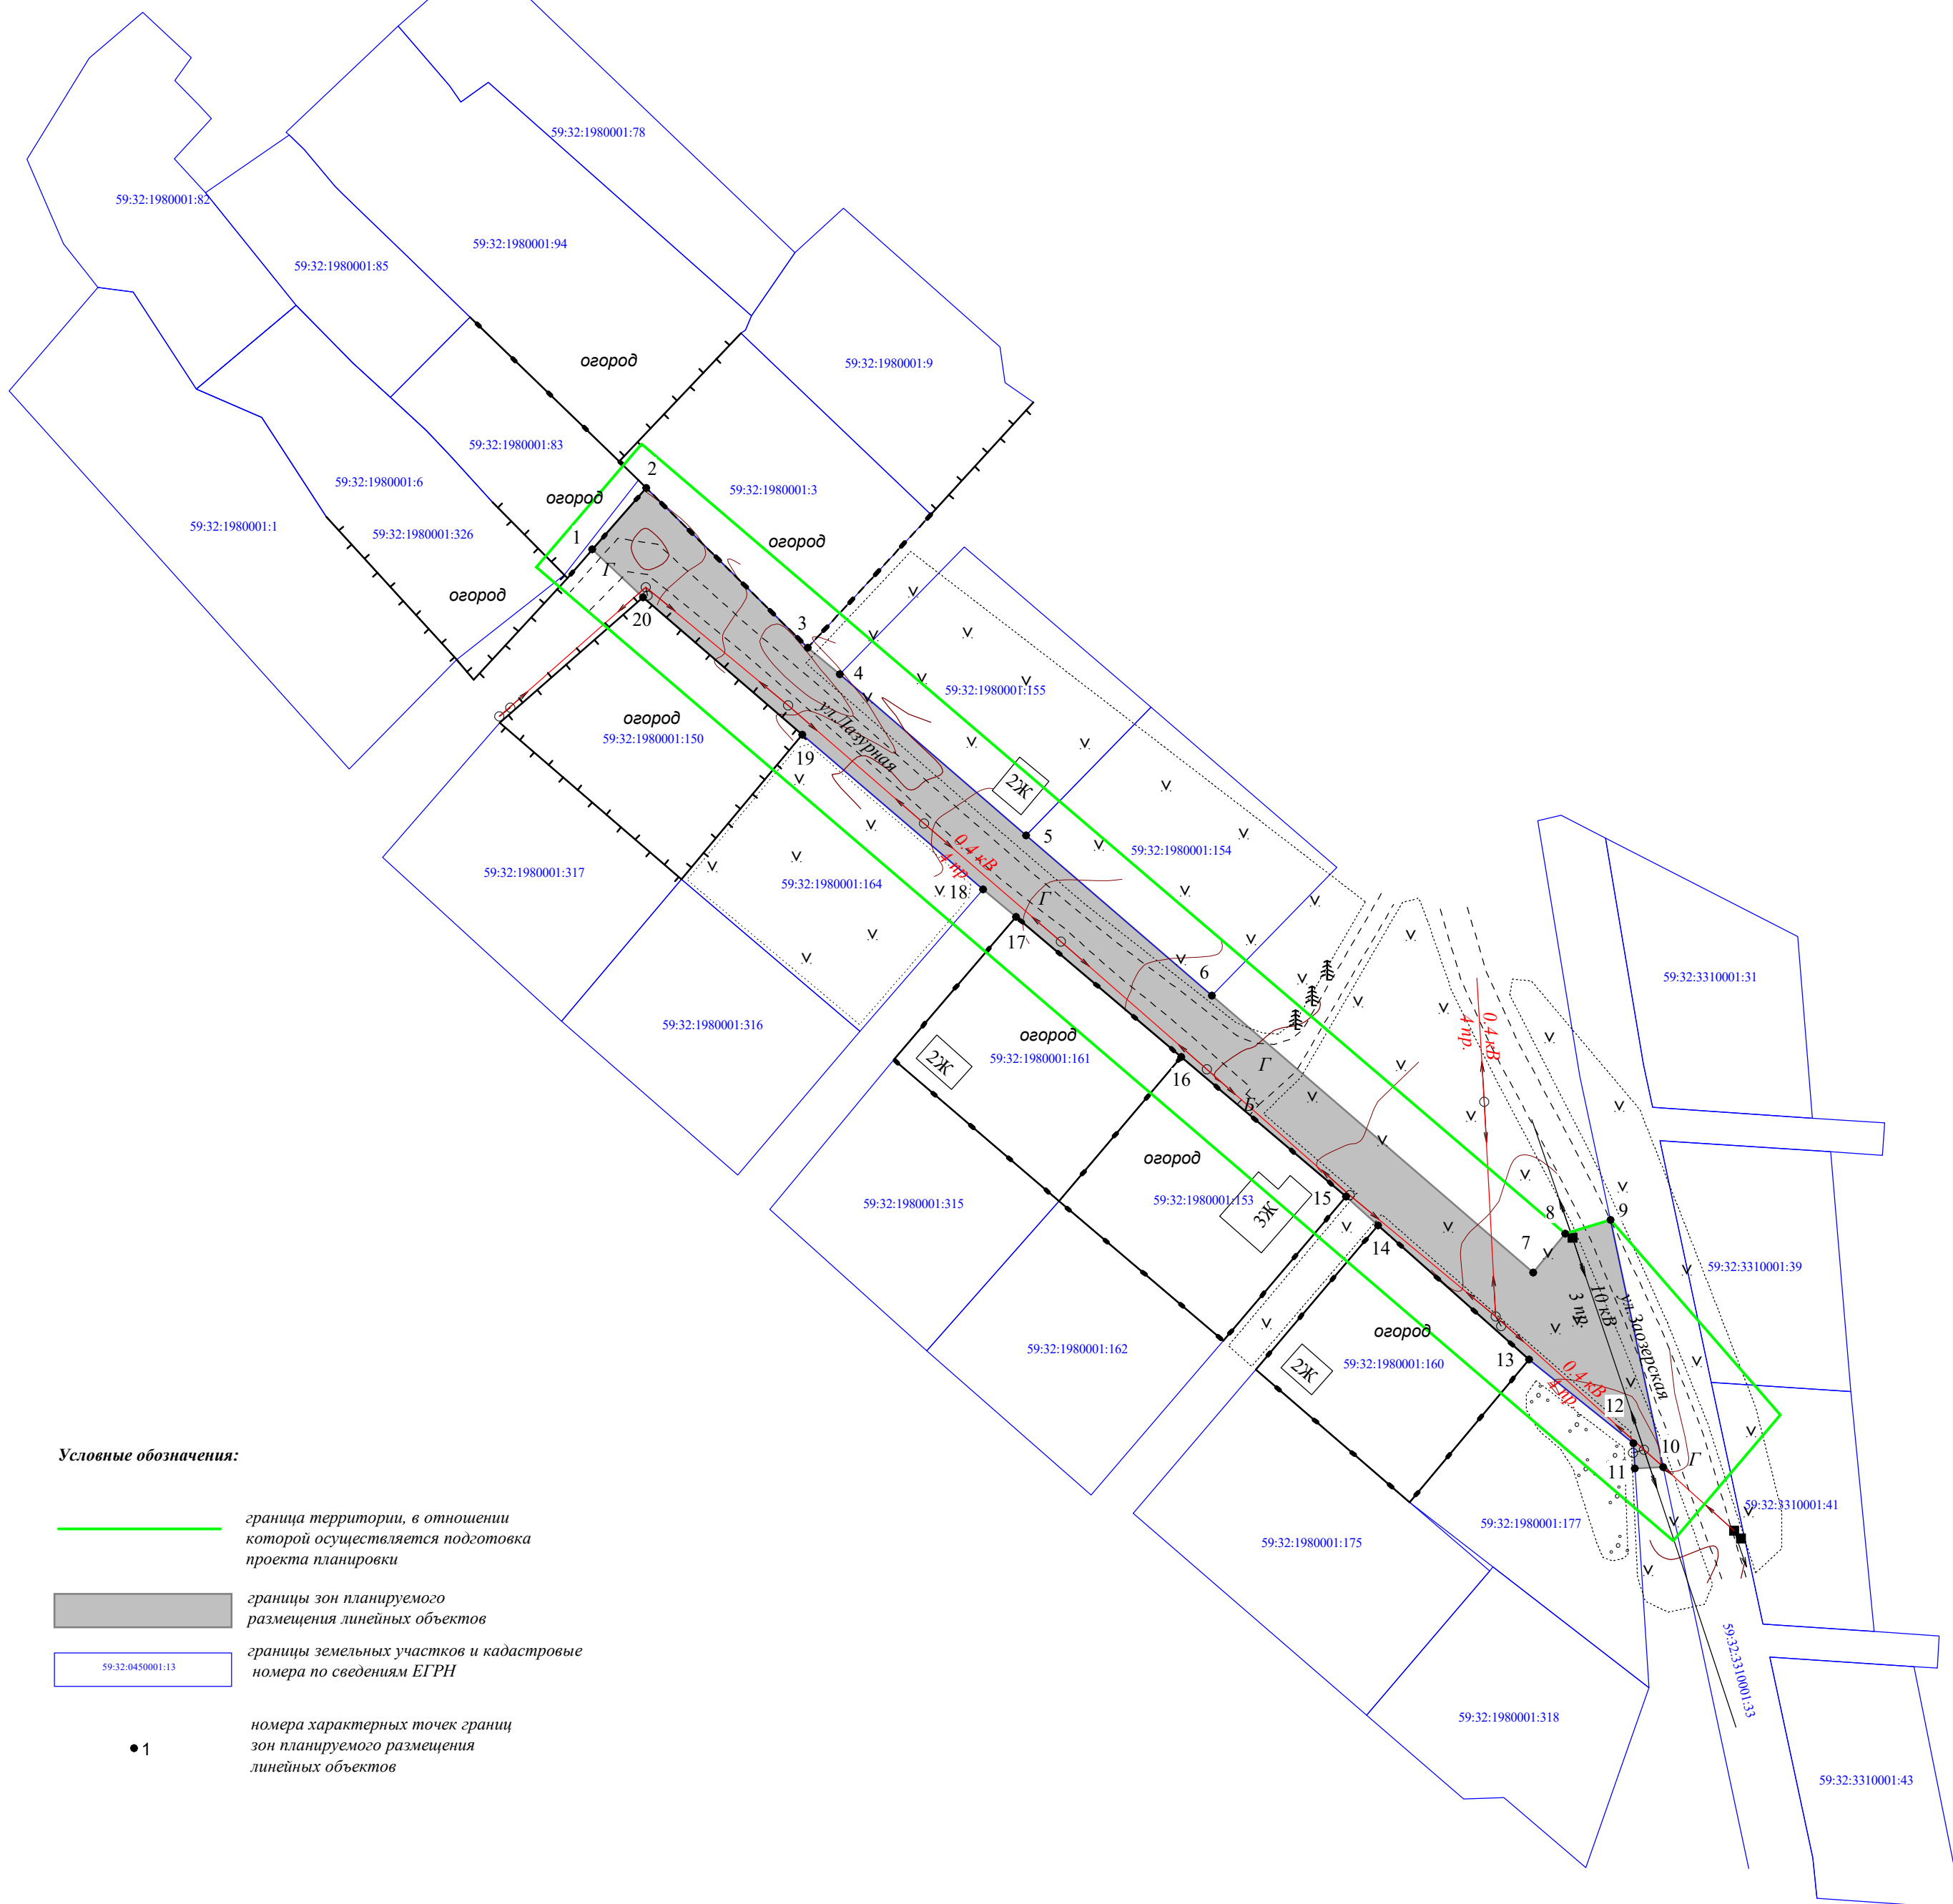 59:32:1980001:78
59:32:1980001:82
59:32:1980001:94
59:32:1980001:85
огород
59:32:1980001:9
59:32:1980001:83
2
59:32:1980001:6
59:32:1980001:3
огород
59:32:1980001:1
59:32:1980001:326
1
огород
Г
огород
20
3
4
59:32:1980001:155
огород
59:32:1980001:150
ул.Лазурная
19
2Ж
5
59:32:1980001:154
0.4 кВ
4 пр.
59:32:1980001:317
59:32:1980001:164
18
Г
17
6
59:32:3310001:31
59:32:1980001:316
0.4 кВ
4 пр.
огород
59:32:1980001:161
2Ж
Г
16
Б
огород
59:32:1980001:315
59:32:1980001:153
15
3Ж
8
9
14
7
59:32:3310001:39
10 кВ
3 пр.
ул.Заозерская
огород
59:32:1980001:162
59:32:1980001:160
2Ж
13
0.4 кВ
4 пр.
12
10
Г
11
59:32:3310001:41
59:32:1980001:177
59:32:1980001:175
59:32:3310001:33
59:32:1980001:318
59:32:3310001:43
Условные обозначения:
граница территории, в отношении
которой осуществляется подготовка
проекта планировки
границы зон планируемого
размещения линейных объектов
59:32:0450001:13
границы земельных участков и кадастровые
номера по сведениям ЕГРН
1
номера характерных точек границ
зон планируемого размещения
линейных объектов